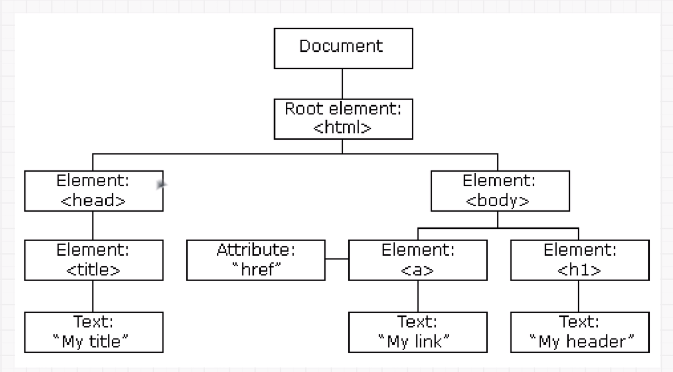 Document
Root element:
<html>
Element:
<head>
Element:
<body>
Element:
<title>
Attribute:
“href”
Element:
<a>
Element:
<h1>
Text:
“My title”
Text:
“My link”
Text:
“My header”